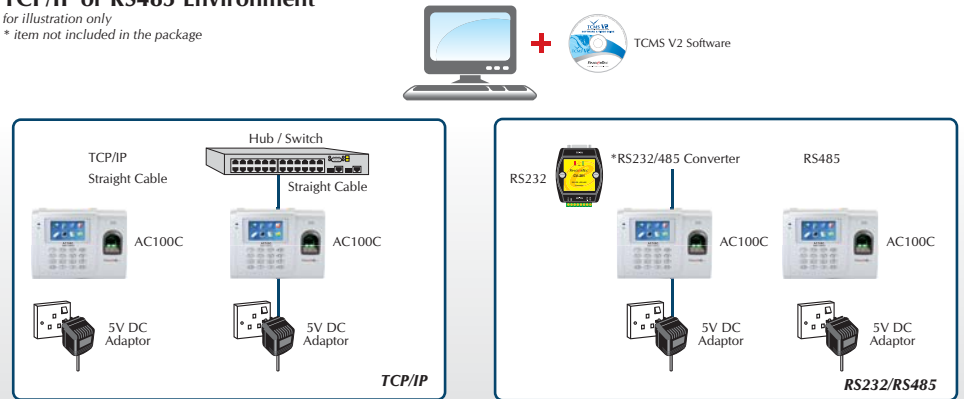 TCP/IP or RS485 Environment
for illustration only
* item not included in the package
TCMS V2
TCMS V2 Software
Hub / Switch
TCP/IP
Straight Cable
Straight Cable
AC100C
AC100C
5V DC
Adaptor
5V DC
Adaptor
TCP/IP
*RS232/485 Converter
RS485
RS232
AC100C
AC100C
5V DC
Adaptor
5V DC
Adaptor
RS232/RS485